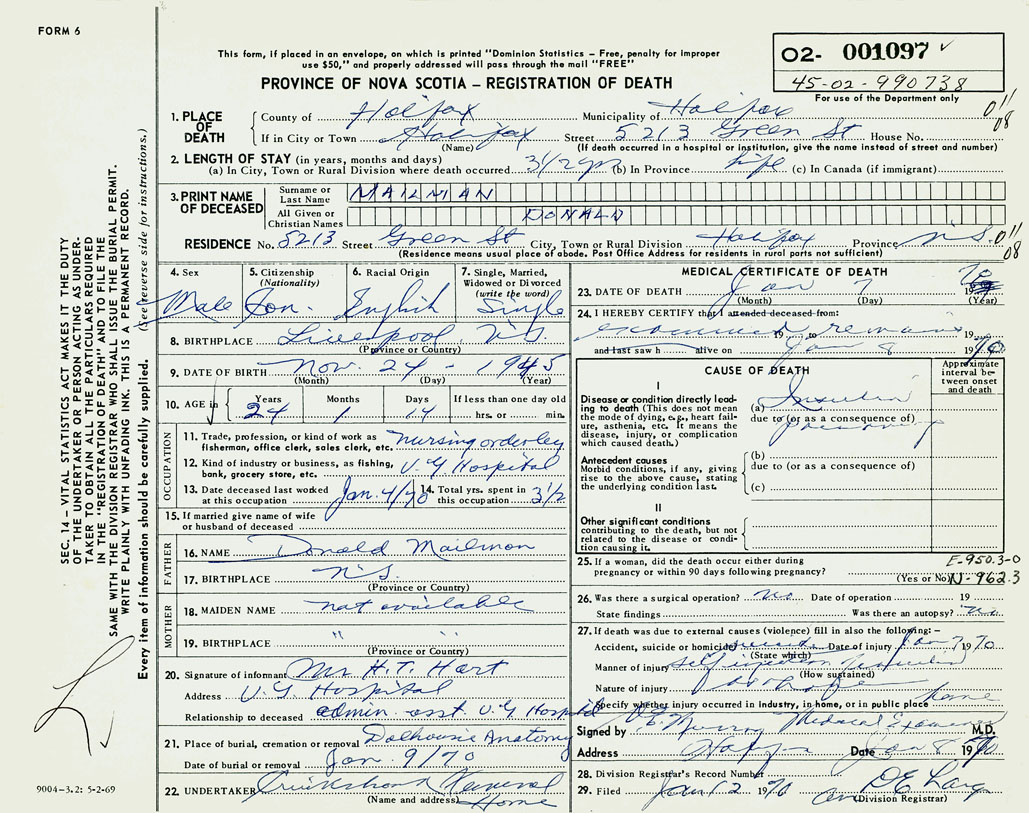 FORM 6
This form, if placed in an envelope, on which is printed "Dominion Statistics – Free, penalty for improper
use $50," and properly addressed will pass through the mail "FREE"
PROVINCE OF NOVA SCOTIA – REGISTRATION OF DEATH
O2- 001097
45-02-990738
For use of the Department only
011
08
1. PLACE OF DEATH County of Halifax Municipality of Halifax
If in City or Town Halifax Street 5213 Green St House No.
(Name) (If death occurred in a hospital or institution, give the name instead of street and number)
2. LENGTH OF STAY (in years, months and days)
(a) In City, Town or Rural Division where death occurred 3 1/2 yrs (b) In Province life (c) In Canada (if immigrant)
3. PRINT NAME OF DECEASED Surname or Last Name MAILMAN
All Given or Christian Names DONALD
RESIDENCE No. 5213 Street Green St City, Town or Rural Division Halifax Province N.S. 011
08
(Residence means usual place of abode. Post Office Address for residents in rural parts not sufficient)
4. Sex 5. Citizenship (Nationality) 6. Racial Origin 7. Single, Married, Widowed or Divorced (write the word)
Male Can. English Single
8. BIRTHPLACE Liverpool N.S.
(Province or Country)
9. DATE OF BIRTH Nov. 24 - 1945
(Month) (Day) (Year)
10. AGE in Years Months Days If less than one day old
24 1 14 hrs. or min.
OCCUPATION
11. Trade, profession, or kind of work as fisherman, office clerk, sales clerk, etc. nursing orderley
12. Kind of industry or business, as fishing, bank, grocery store, etc. V.G Hospital
13. Date deceased last worked at this occupation Jan. 4/70 14. Total yrs. spent in this occupation 3 1/2
15. If married give name of wife or husband of deceased
FATHER
16. NAME Donald Mailman
17. BIRTHPLACE N.S.
(Province or Country)
MOTHER
18. MAIDEN NAME not available
19. BIRTHPLACE " "
(Province or Country)
20. Signature of informant Mr H.T. Hart
Address V.G. Hospital
Relationship to deceased admin. asst. V.G Hospital
21. Place of burial, cremation or removal Dalhousie Anatomy
Date of burial or removal Jan. 9/70
22. UNDERTAKER Cruikshank Funeral
(Name and address) Home
MEDICAL CERTIFICATE OF DEATH
23. DATE OF DEATH Jan 7 1970
(Month) (Day) (Year)
24. I HEREBY CERTIFY that I attended deceased from:
examined 19 to remains 19
and last saw h alive on Jan 8 1970
CAUSE OF DEATH
Approximate interval between onset and death
I
Disease or condition directly leading to death (This does not mean the mode of dying, e.g., heart failure, asthenia, etc. It means the disease, injury, or complication which caused death.)
(a) Insulin
due to (or as a consequence of)
poisoning
Antecedent causes
Morbid conditions, if any, giving rise to the above cause, stating the underlying condition last.
(b)
due to (or as a consequence of)
(c)
II
Other significant conditions
contributing to the death, but not related to the disease or condition causing it.
25. If a woman, did the death occur either during pregnancy or within 90 days following pregnancy?
(Yes or No)
E-950.3-0
N-962.3
26. Was there a surgical operation? No Date of operation 19
State findings Was there an autopsy? No
27. If death was due to external causes (violence) fill in also the following: –
Accident, suicide or homicide suicide Date of injury Jan 7 1970
(State which)
Manner of injury self injection Insulin
(How sustained)
Nature of injury
Specify whether injury occurred in industry, in home, or in public place home
Signed by Murray Medical Examiner M.D.
Address Halifax Date Jan 8 1970
28. Division Registrar's Record Number
29. Filed Jan 12 1970
(Division Registrar)
SEC. 14 – VITAL STATISTICS ACT MAKES IT THE DUTY
OF THE UNDERTAKER OR PERSON ACTING AS UNDER-
TAKER TO OBTAIN ALL THE PARTICULARS REQUIRED
IN THE "REGISTRATION OF DEATH" AND TO FILE THE
SAME WITH THE DIVISION REGISTRAR WHO SHALL ISSUE THE BURIAL PERMIT.
WRITE PLAINLY WITH UNFADING INK. THIS IS A PERMANENT RECORD.
Every item of information should be carefully supplied. (See reverse side for instructions.)
9004-3.2: 5-2-69